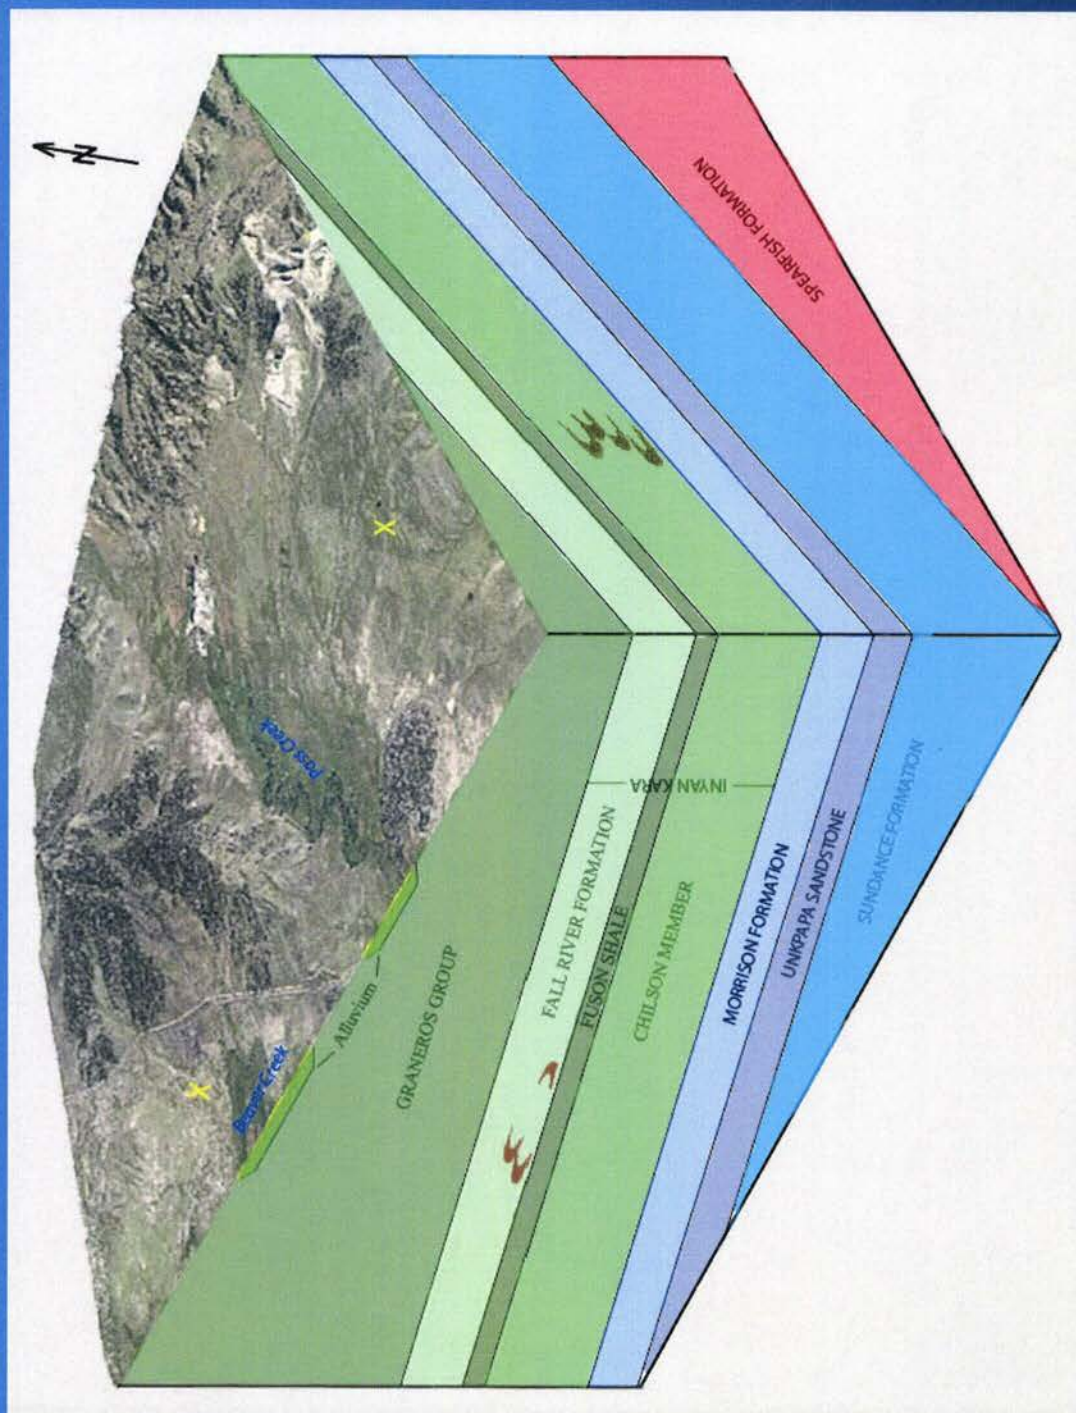 N
SPEARFISH FORMATION
X
Pass Creek
INYAN KARA
FALL RIVER FORMATION
FUSON SHALE
CHILSON MEMBER
MORRISON FORMATION
UNKPAPA SANDSTONE
SUNDANCE FORMATION
GRANEROS GROUP
Alluvium
Beaver Creek
X